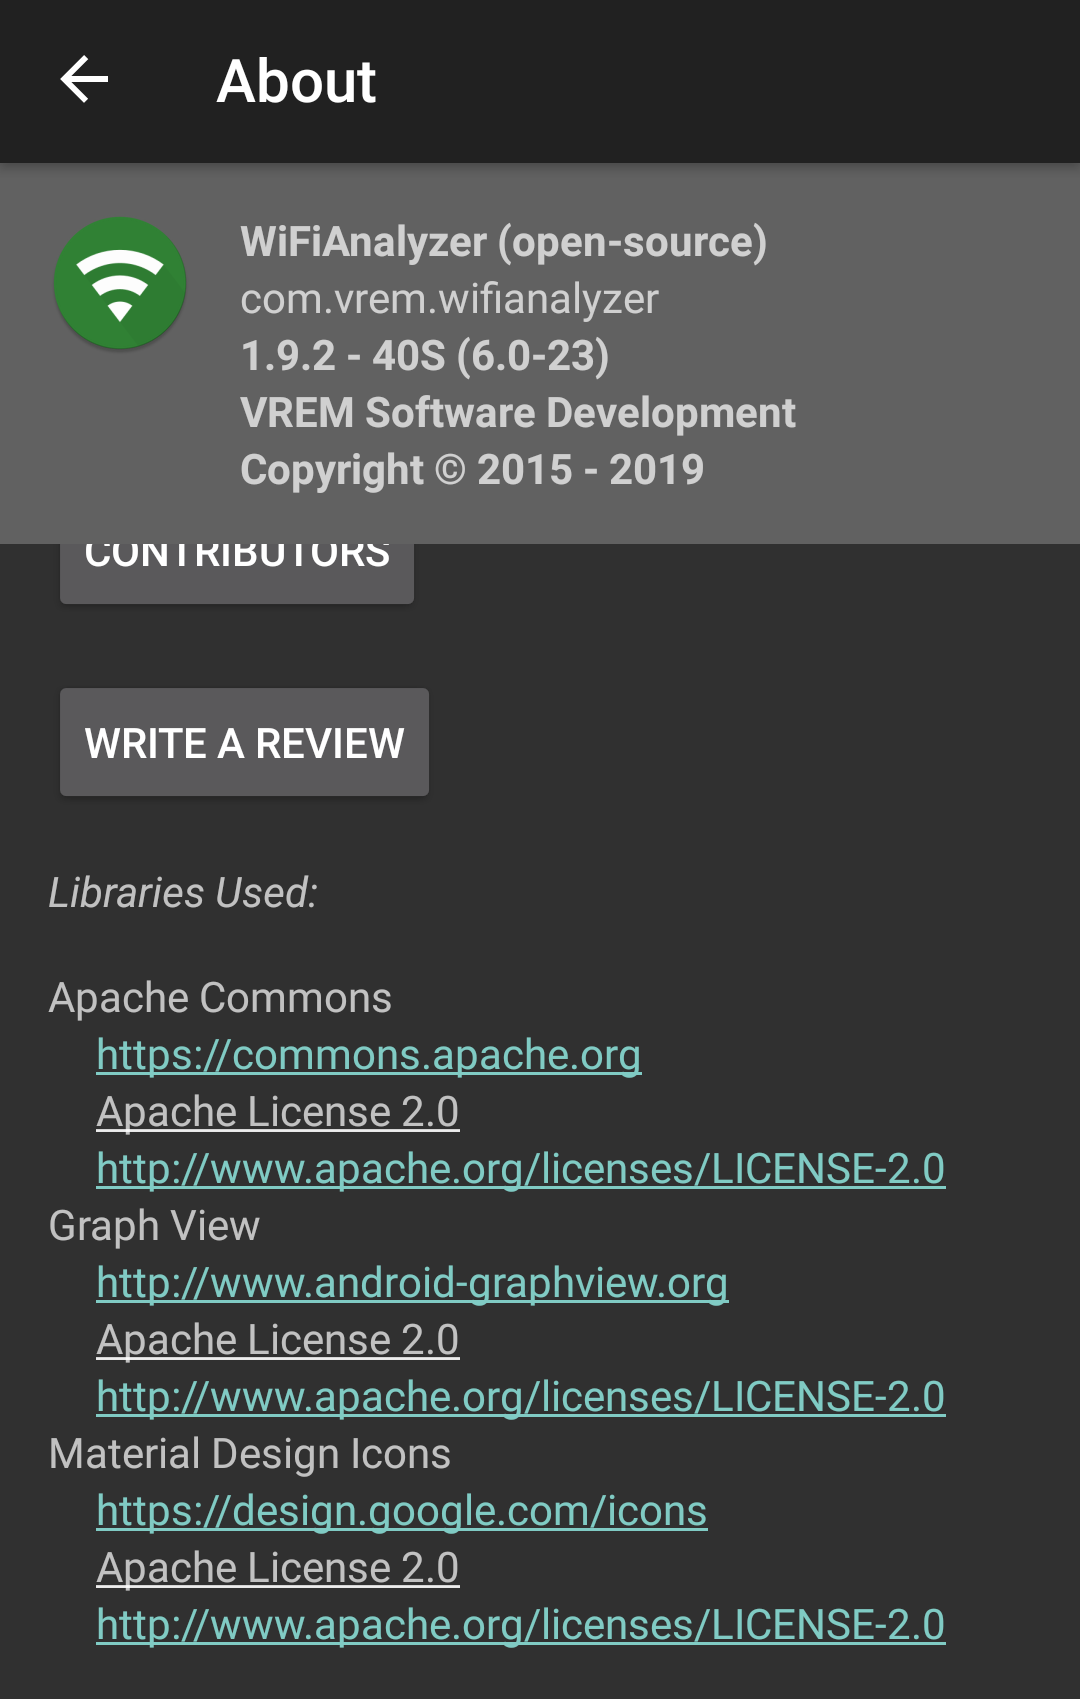 About
WiFiAnalyzer (open-source)
com.vrem.wifianalyzer
1.9.2 - 40S (6.0-23)
VREM Software Development
Copyright © 2015 - 2019
CONTRIBUTORS
WRITE A REVIEW
Libraries Used:
Apache Commons
https://commons.apache.org
Apache License 2.0
http://www.apache.org/licenses/LICENSE-2.0
Graph View
http://www.android-graphview.org
Apache License 2.0
http://www.apache.org/licenses/LICENSE-2.0
Material Design Icons
https://design.google.com/icons
Apache License 2.0
http://www.apache.org/licenses/LICENSE-2.0